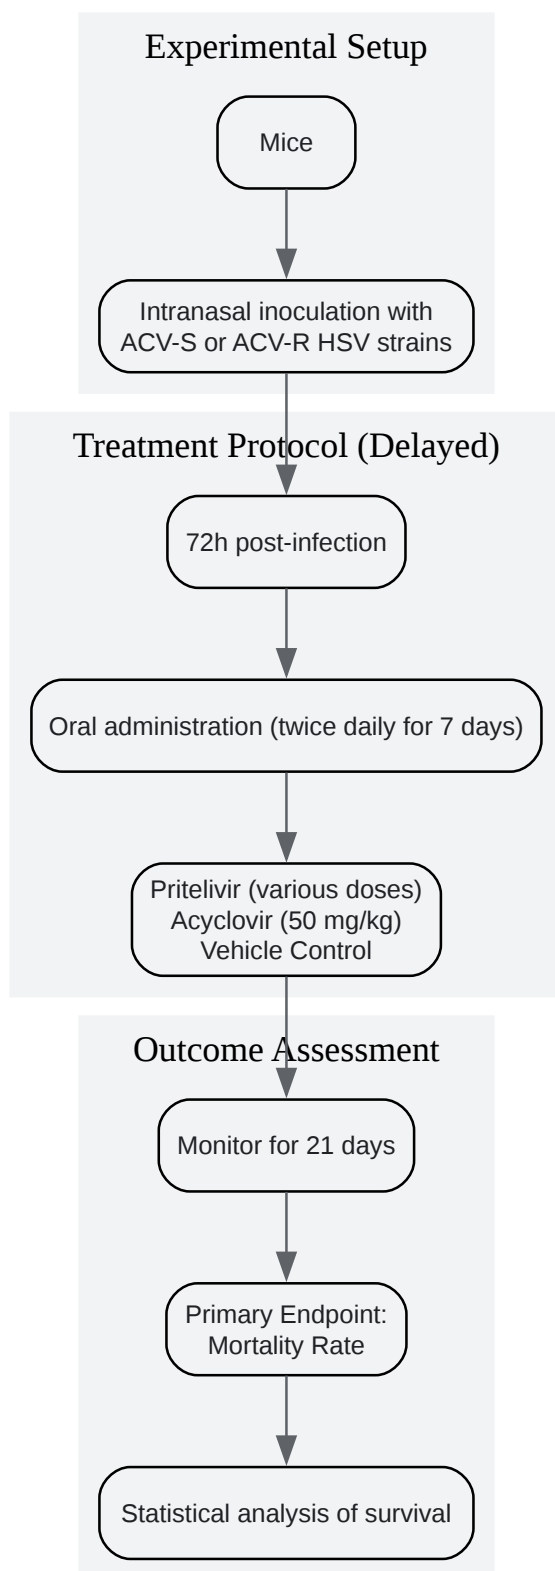 Experimental Setup
Mice
Intranasal inoculation with
ACV-S or ACV-R HSV strains
Treatment Protocol (Delayed)
72h post-infection
Oral administration (twice daily for 7 days)
Pritelivir (various doses)
Acyclovir (50 mg/kg)
Vehicle Control
Outcome Assessment
Monitor for 21 days
Primary Endpoint:
Mortality Rate
Statistical analysis of survival